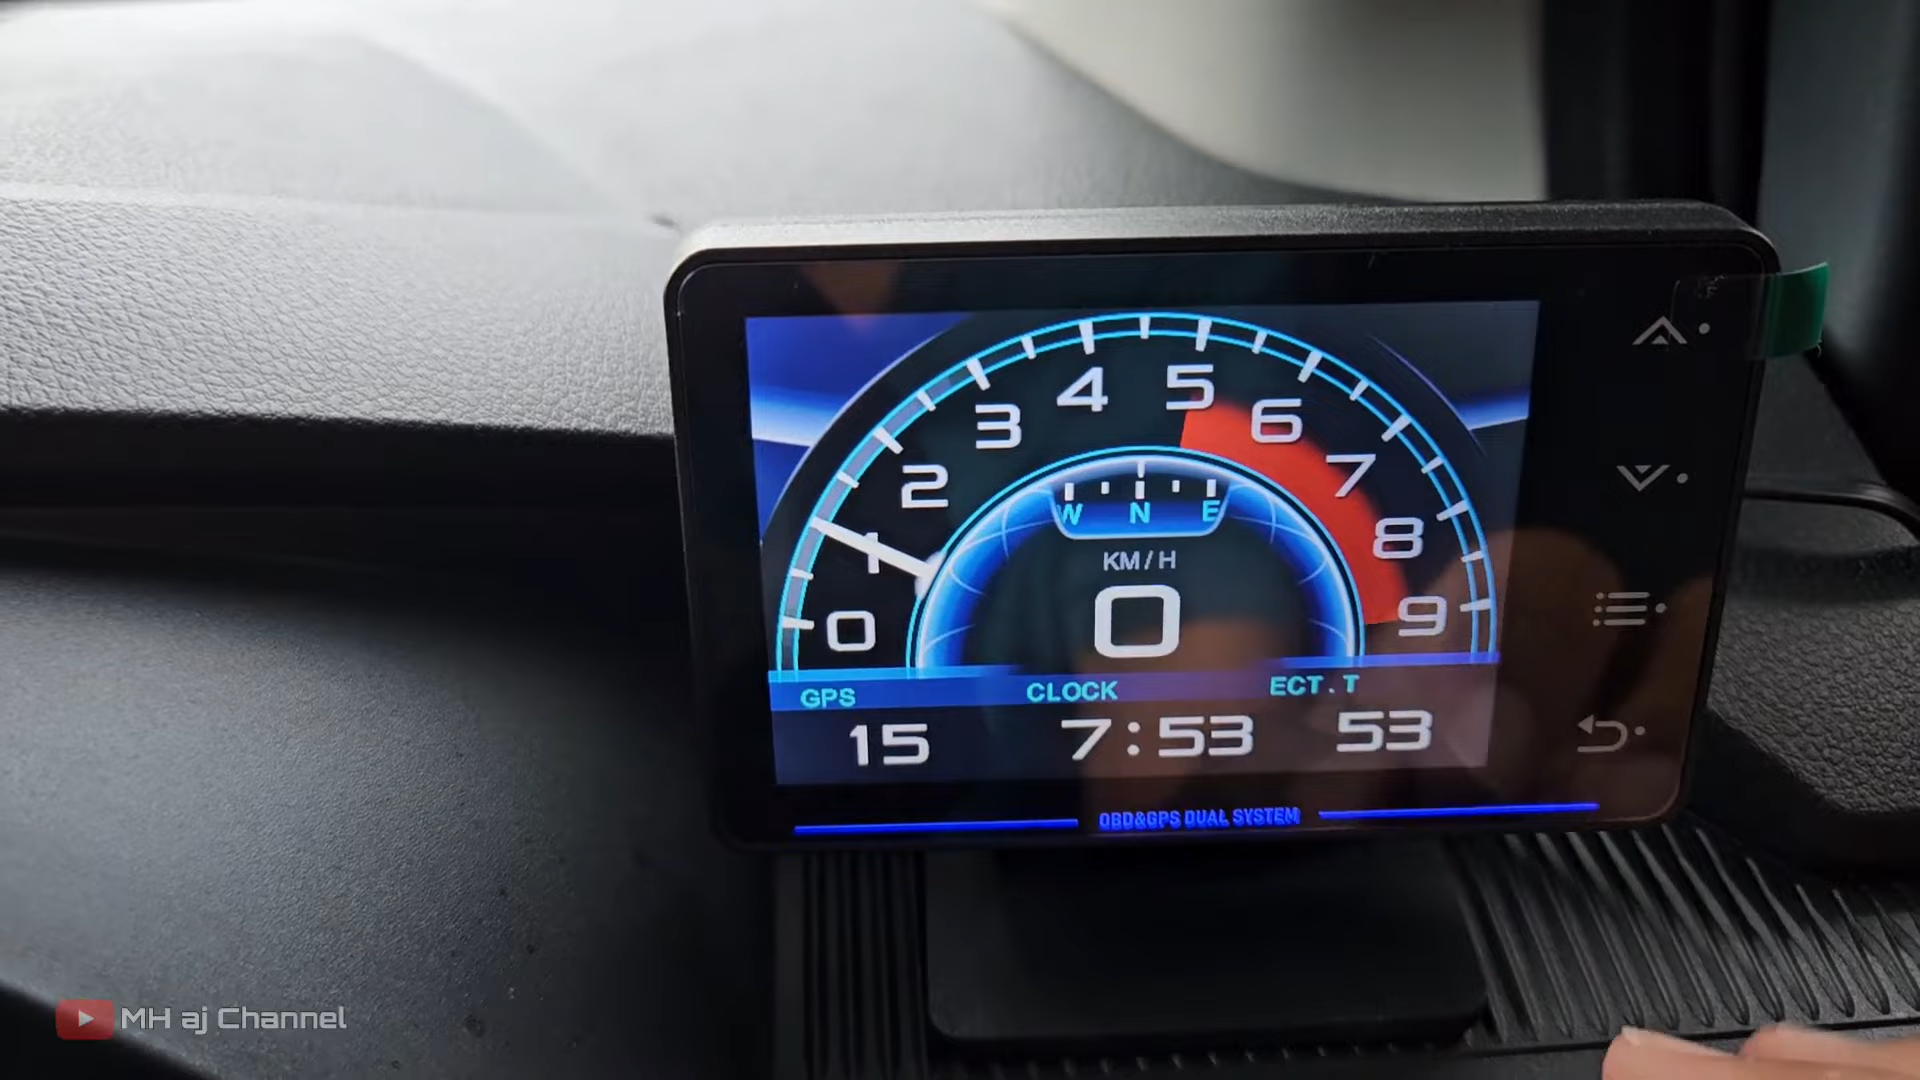 0 1 2 3 4 5 6 7 8 9
W N E
KM/H
0
GPS CLOCK ECT.T
15 7:53 53
OBD&GPS DUAL SYSTEM
MH aj Channel